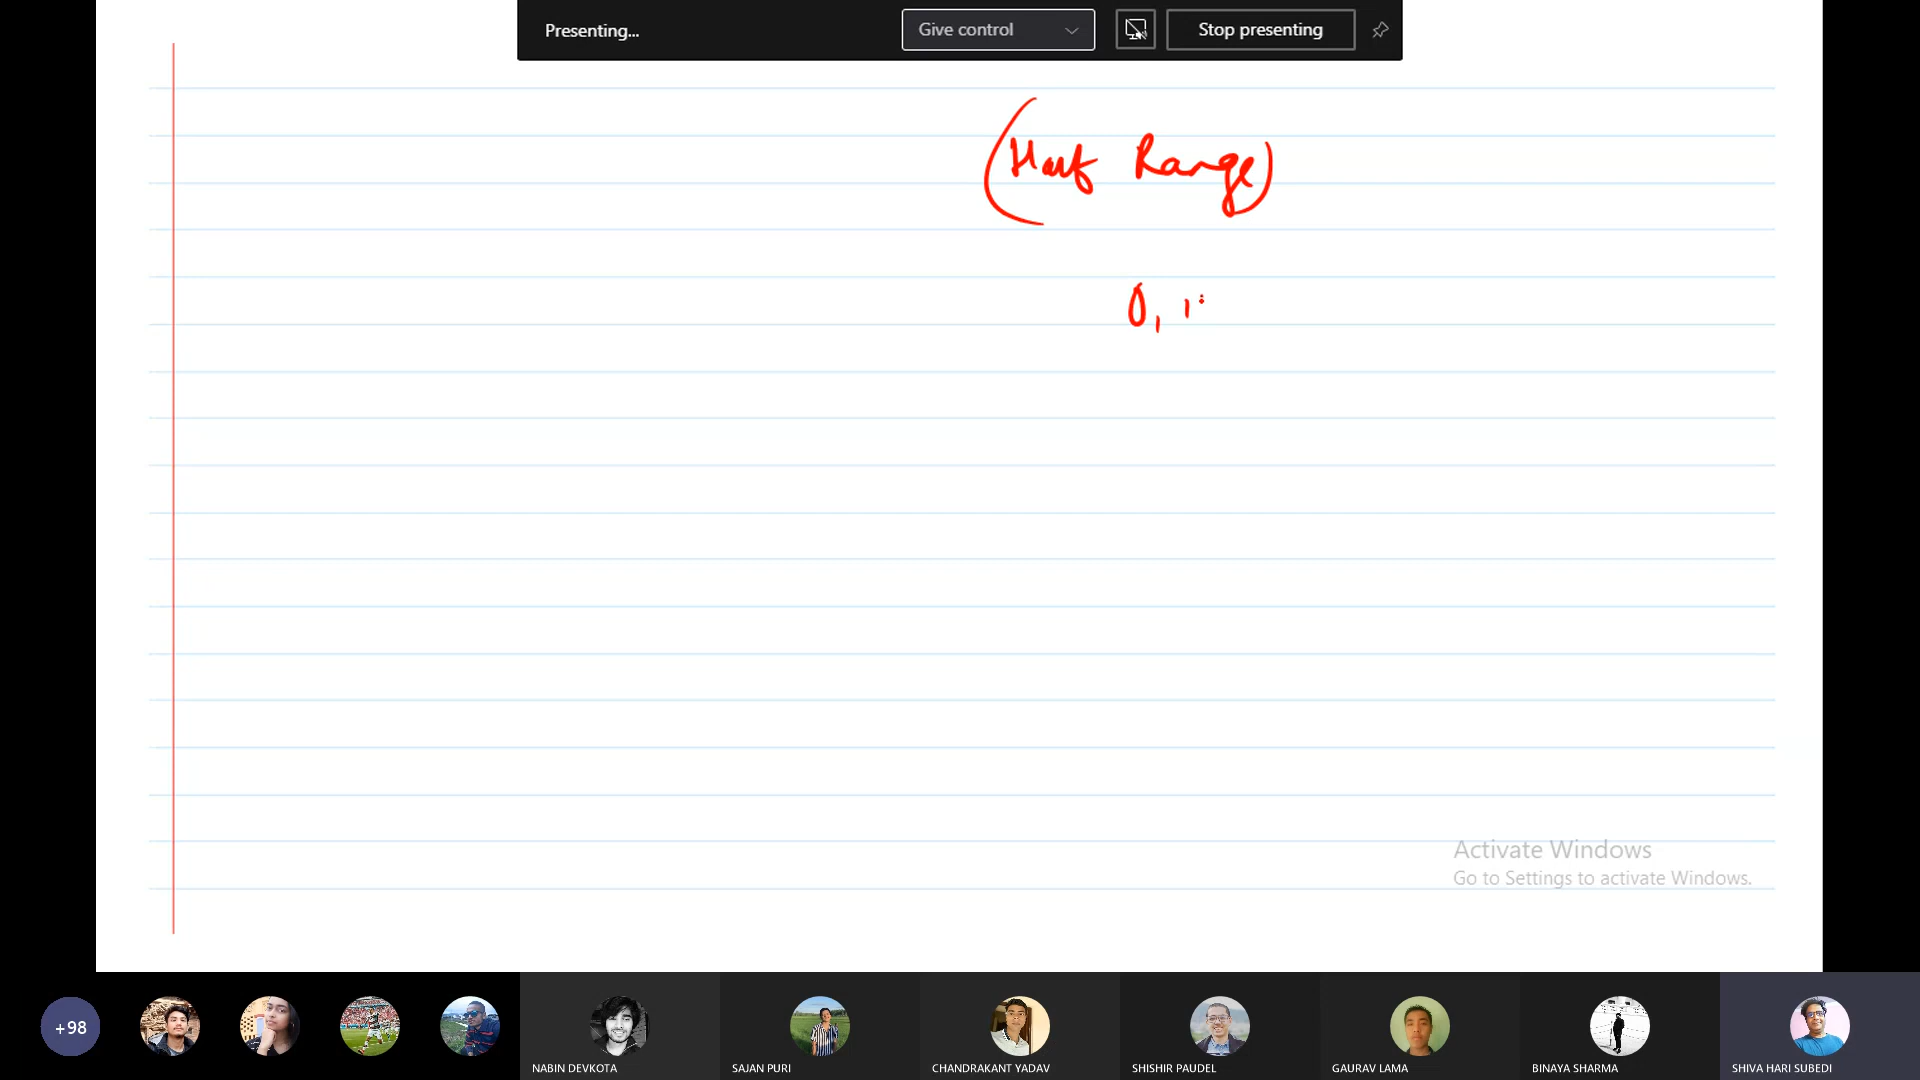 Presenting...
Give control
Stop presenting
(Half Range)
0, 1
Activate Windows
Go to Settings to activate Windows.
+98
NABIN DEVKOTA
SAJAN PURI
CHANDRAKANT YADAV
SHISHIR PAUDEL
GAURAV LAMA
BINAYA SHARMA
SHIVA HARI SUBEDI